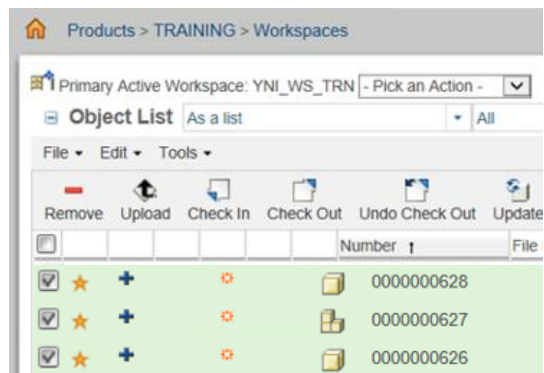 Products > TRAINING > Workspaces
Primary Active Workspace: YNI_WS_TRN - Pick an Action -
Object List As a list All
File Edit Tools
Remove Upload Check In Check Out Undo Check Out Update
Number File
0000000628
0000000627
0000000626